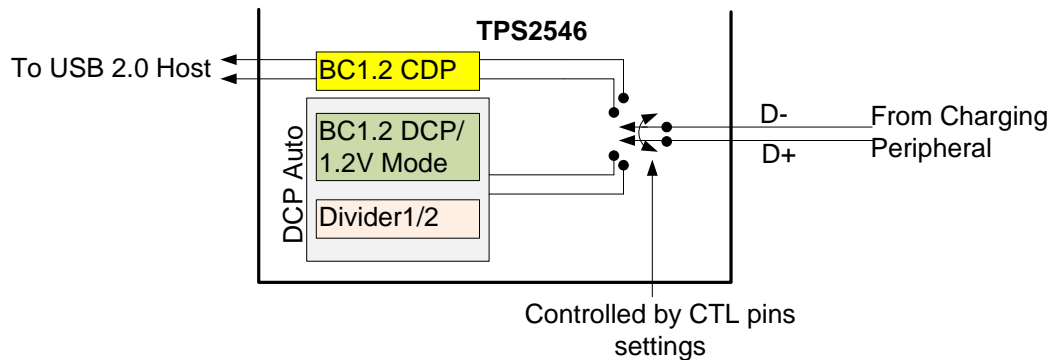 TPS2546
To USB 2.0 Host
BC1.2 CDP
DCP Auto
BC1.2 DCP/
1.2V Mode
Divider1/2
D-
D+
From Charging
Peripheral
Controlled by CTL pins
settings